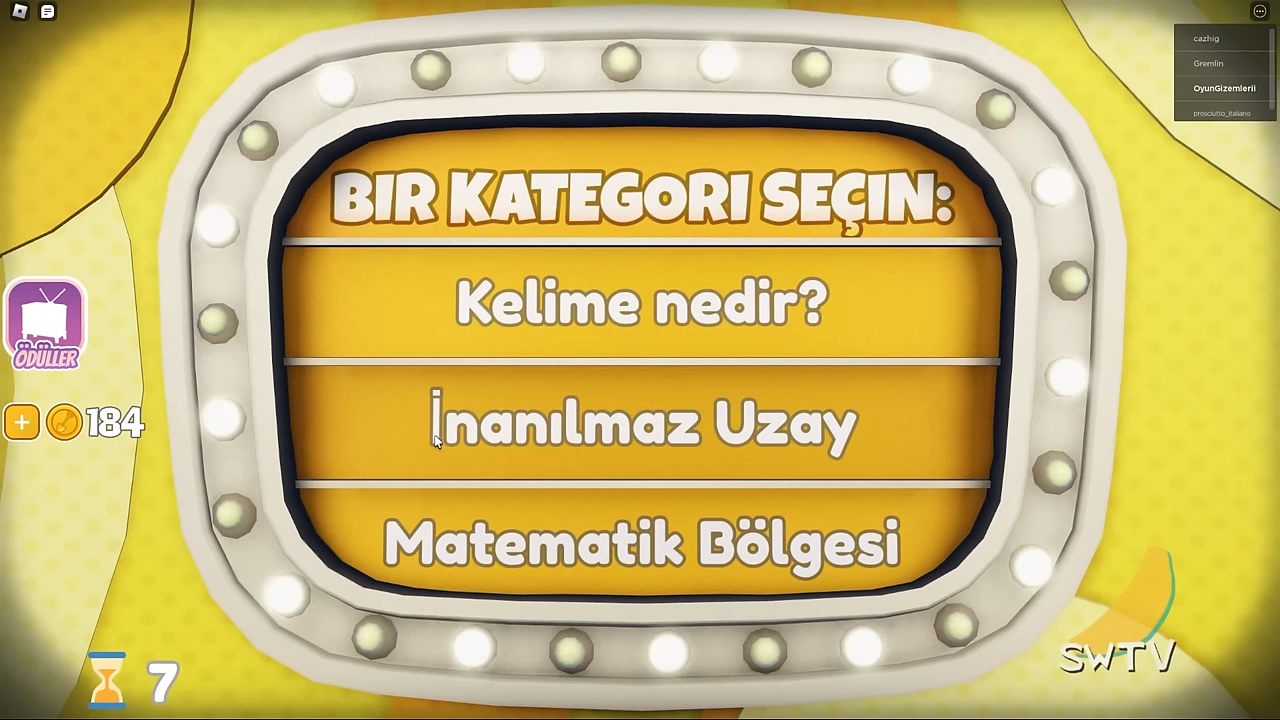 cazhig
Gremlin
OyunGizemlerii
prosciutto_italiano
BIR KATEGORI SEÇIN:
Kelime nedir?
İnanılmaz Uzay
Matematik Bölgesi
ÖDÜLLER
+ 184
7
SWTV